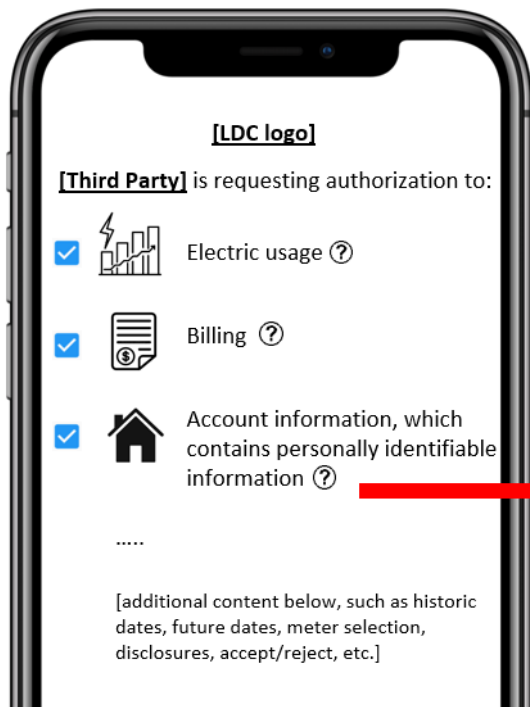 [LDC logo]
[Third Party] is requesting authorization to:
Electric usage ?
Billing ?
$
Account information, which
contains personally identifiable
information ?
.....
[additional content below, such as historic
dates, future dates, meter selection,
disclosures, accept/reject, etc.]